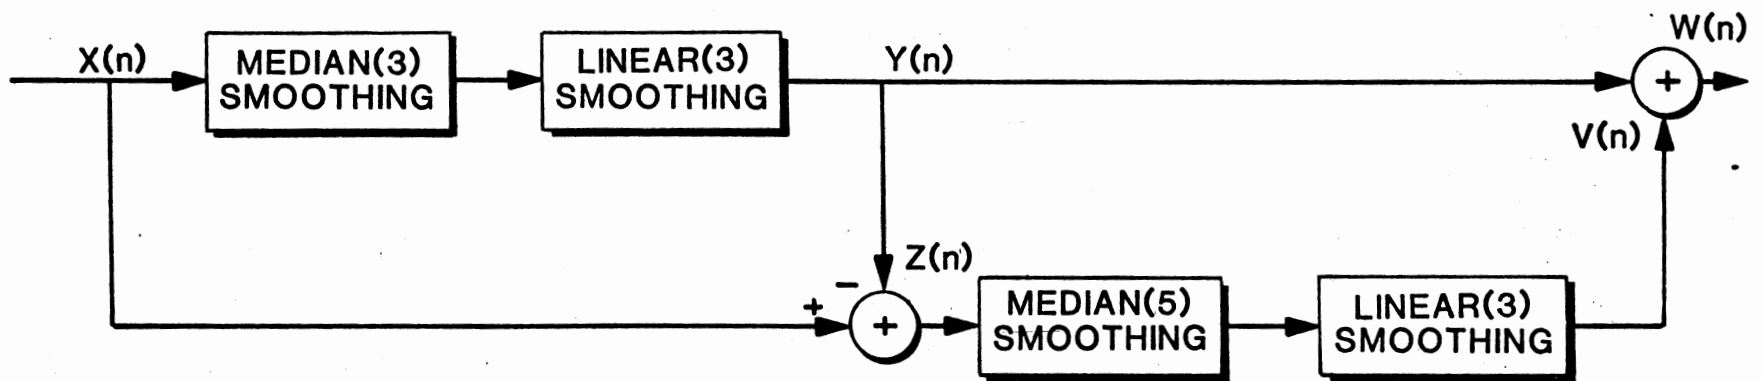 X(n)
MEDIAN(3)
SMOOTHING
LINEAR(3)
SMOOTHING
Y(n)
+
W(n)
V(n)
Z(n)
−
+
+
MEDIAN(5)
SMOOTHING
LINEAR(3)
SMOOTHING